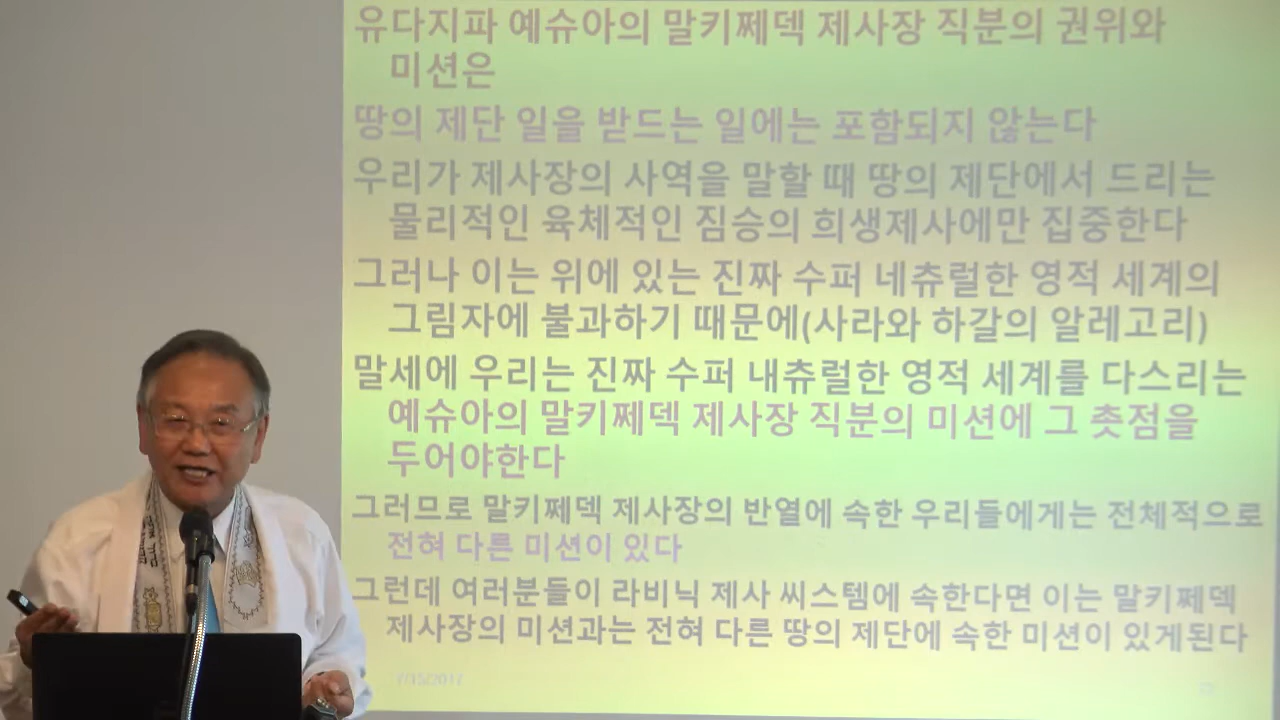 유다지파 예슈아의 말키쩨덱 제사장 직분의 권위와
미션은
땅의 제단 일을 받드는 일에는 포함되지 않는다
우리가 제사장의 사역을 말할 때 땅의 제단에서 드리는
물리적인 육체적인 짐승의 희생제사에만 집중한다
그러나 이는 위에 있는 진짜 수퍼 네츄럴한 영적 세계의
그림자에 불과하기 때문에(사라와 하갈의 알레고리)
말세에 우리는 진짜 수퍼 내츄럴한 영적 세계를 다스리는
예슈아의 말키쩨덱 제사장 직분의 미션에 그 촛점을
두어야한다
그러므로 말키쩨덱 제사장의 반열에 속한 우리들에게는 전체적으로
전혀 다른 미션이 있다
그런데 여러분들이 라비닉 제사 씨스템에 속한다면 이는 말키쩨덱
제사장의 미션과는 전혀 다른 땅의 제단에 속한 미션이 있게된다
7/15/2017